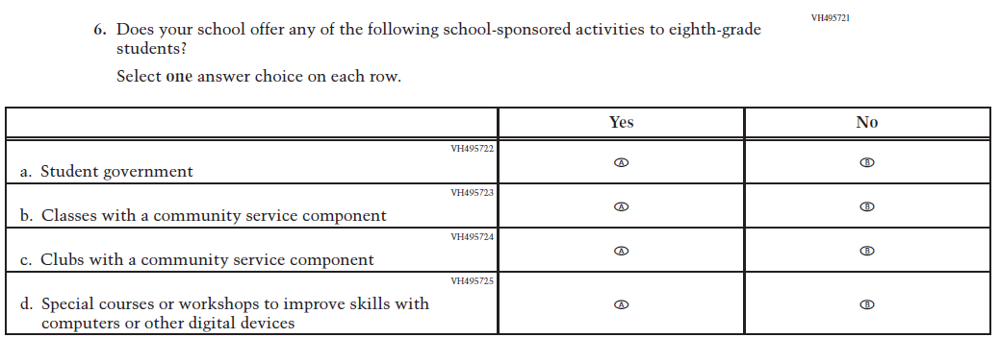 VH495721
6. Does your school offer any of the following school-sponsored activities to eighth-grade
students?
Select one answer choice on each row.
Yes No
VH495722
a. Student government A B
VH495723
b. Classes with a community service component A B
VH495724
c. Clubs with a community service component A B
VH495725
d. Special courses or workshops to improve skills with A B
computers or other digital devices